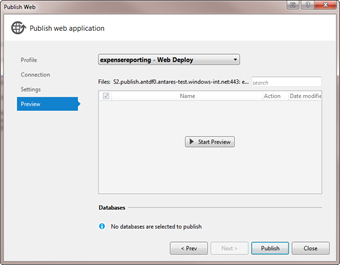 Publish Web
Publish web application
Profile
Connection
Settings
Preview
expensereporting - Web Deploy
Files: S2.publish.antdf0.antares-test.windows-int.net:443: e...
search
Name Action Date modifie
Start Preview
Databases
No databases are selected to publish
< Prev Next > Publish Close